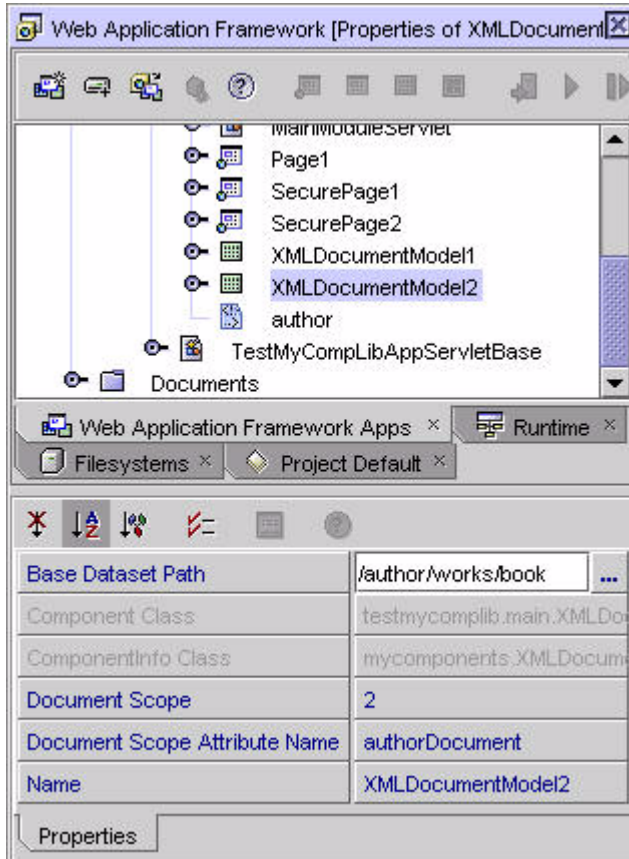 Web Application Framework [Properties of XMLDocument
MainModuleServlet
Page1
SecurePage1
SecurePage2
XMLDocumentModel1
XMLDocumentModel2
author
TestMyCompLibAppServletBase
Documents
Web Application Framework Apps × Runtime ×
Filesystems × Project Default ×
Base Dataset Path /author/works/book ...
Component Class testmycomplib.main.XMLDo
ComponentInfo Class mycomponents.XMLDocume
Document Scope 2
Document Scope Attribute Name authorDocument
Name XMLDocumentModel2
Properties